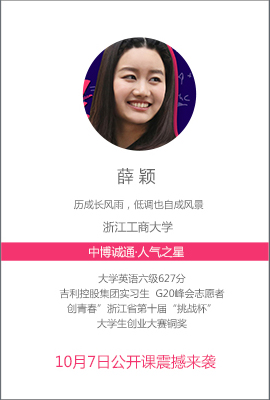 薛 颖
历成长风雨，低调也自成风景
浙江工商大学
中博诚通·人气之星
大学英语六级627分
吉利控股集团实习生 G20峰会志愿者
创青春”浙江省第十届“挑战杯”
大学生创业大赛铜奖
10月7日公开课震撼来袭